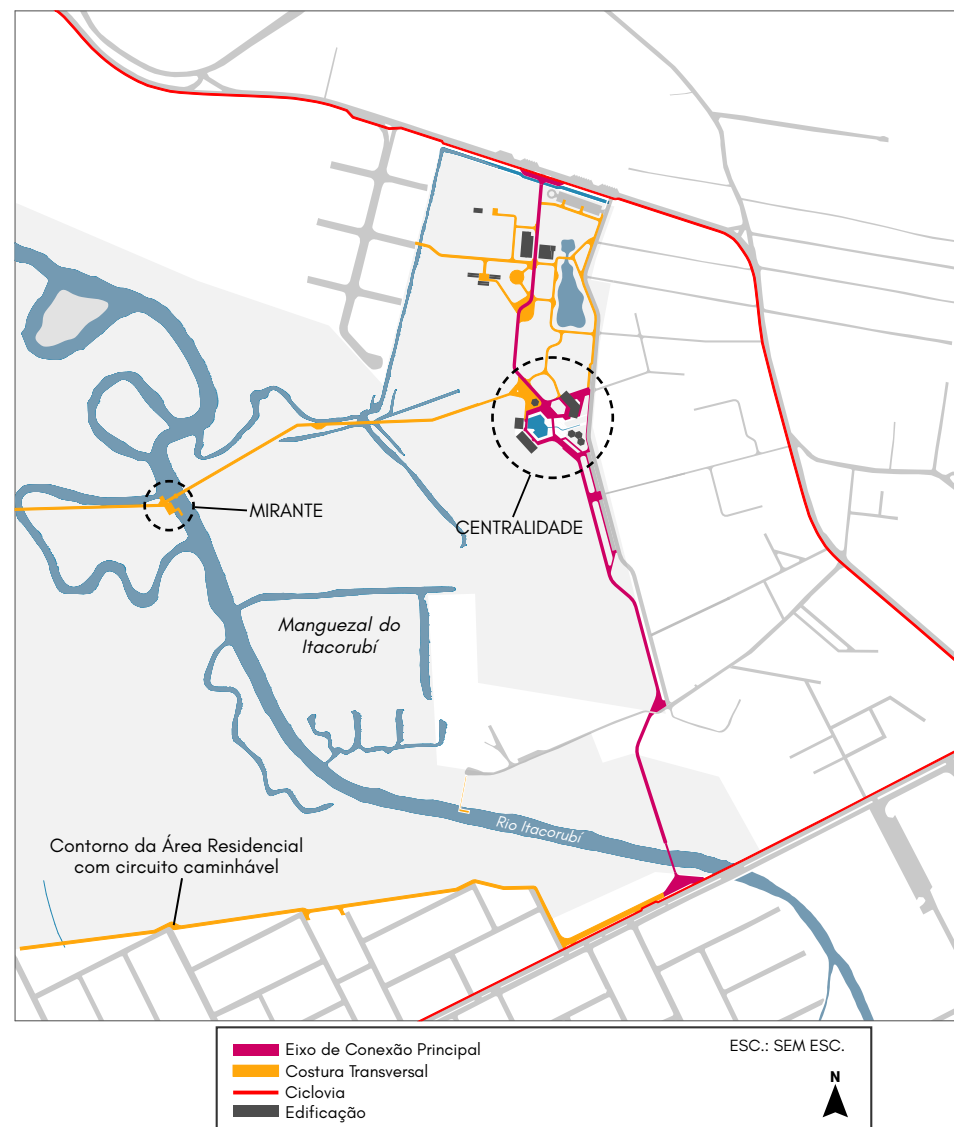 MIRANTE
CENTRALIDADE
Manguezal do
Itacorubí
Rio Itacorubí
Contorno da Área Residencial
com circuito caminhável
Eixo de Conexão Principal
ESC.: SEM ESC.
Costura Transversal
N
Ciclovia
Edificação